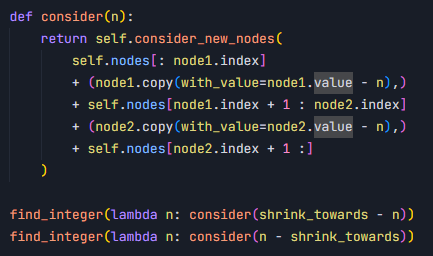 def consider(n):
    return self.consider_new_nodes(
        self.nodes[: node1.index]
        + (node1.copy(with_value=node1.value - n),)
        + self.nodes[node1.index + 1 : node2.index]
        + (node2.copy(with_value=node2.value - n),)
        + self.nodes[node2.index + 1 :]
    )

find_integer(lambda n: consider(shrink_towards - n))
find_integer(lambda n: consider(n - shrink_towards))